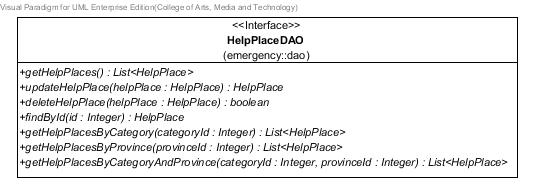 Visual Paradigm for UML Enterprise Edition(College of Arts, Media and Technology)
<<Interface>>
HelpPlaceDAO
(emergency::dao)
+getHelpPlaces() : List<HelpPlace>
+updateHelpPlace(helpPlace : HelpPlace) : HelpPlace
+deleteHelpPlace(helpPlace : HelpPlace) : boolean
+findById(id : Integer) : HelpPlace
+getHelpPlacesByCategory(categoryId : Integer) : List<HelpPlace>
+getHelpPlacesByProvince(provinceId : Integer) : List<HelpPlace>
+getHelpPlacesByCategoryAndProvince(categoryId : Integer, provinceId : Integer) : List<HelpPlace>